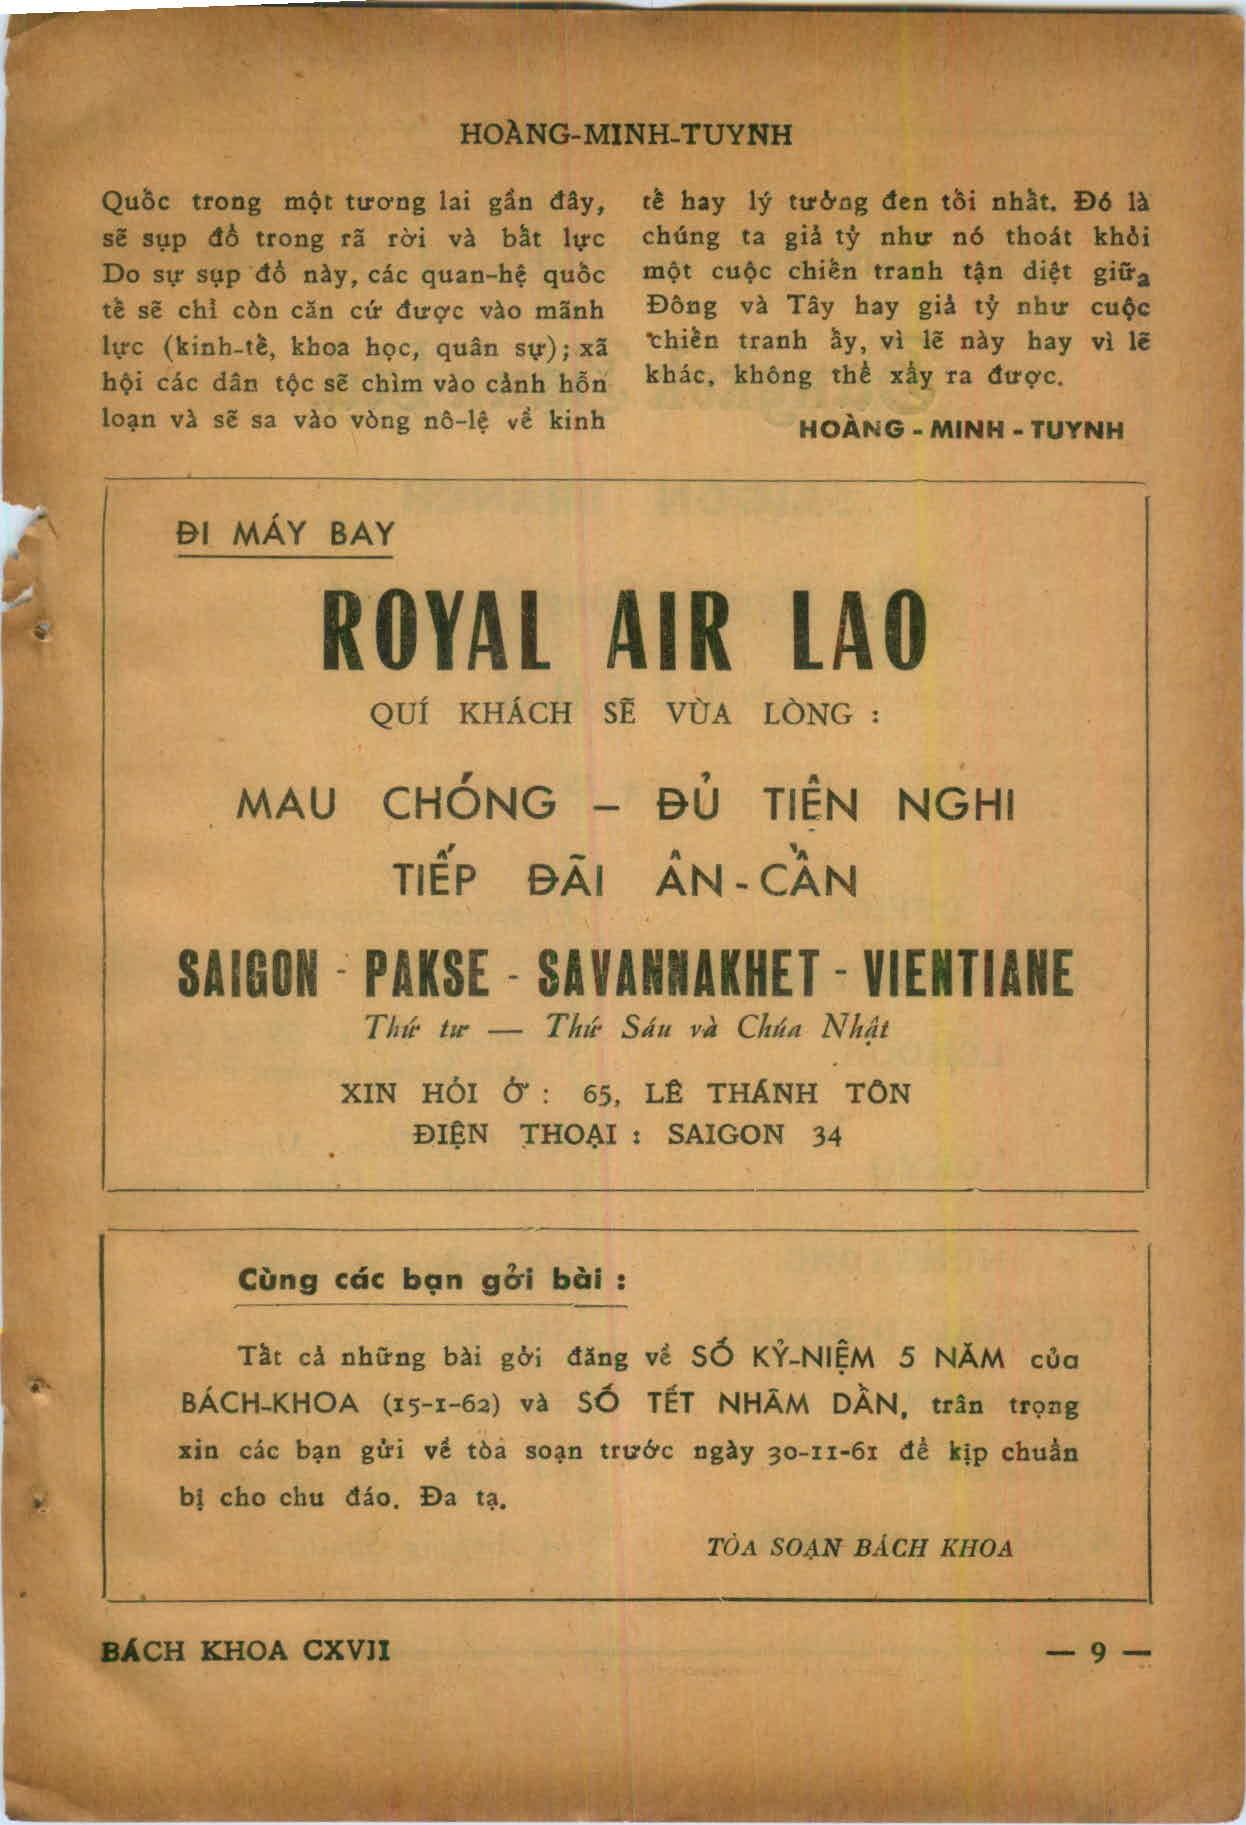 HOÀNG-MINH-TUYNH
Quốc trong một tương lai gần đây,
sẽ sụp đổ trong rã rời và bất lực
Do sự sụp đổ này, các quan-hệ quốc
tế sẽ chỉ còn căn cứ được vào mãnh
lực (kinh-tế, khoa học, quân sự); xã
hội các dân tộc sẽ chìm vào cảnh hỗn
loạn và sẽ sa vào vòng nô-lệ về kinh
tế hay lý tưởng đen tối nhất. Đó là
chúng ta giả tỷ như nó thoát khỏi
một cuộc chiến tranh tận diệt giữa
Đông và Tây hay giả tỷ như cuộc
chiến tranh ấy, vì lẽ này hay vì lẽ
khác, không thể xẩy ra được.
HOÀNG - MINH - TUYNH
ĐI MÁY BAY
ROYAL AIR LAO
QUÍ KHÁCH SẼ VỪA LÒNG :
MAU CHÓNG – ĐỦ TIỆN NGHI
TIẾP ĐÃI ÂN - CẦN
SAIGON - PAKSE - SAVANNAKHET - VIENTIANE
Thứ tư — Thứ Sáu và Chúa Nhật
XIN HỎI Ở : 65, LÊ THÁNH TÔN
ĐIỆN THOẠI : SAIGON 34
Cùng các bạn gởi bài :
Tất cả những bài gởi đăng về SỐ KỶ-NIỆM 5 NĂM của
BÁCH-KHOA (15-1-62) và SỐ TẾT NHÂM DẦN, trân trọng
xin các bạn gửi về tòa soạn trước ngày 30-11-61 để kịp chuẩn
bị cho chu đáo. Đa tạ.
TÒA SOẠN BÁCH KHOA
BÁCH KHOA CXVII
— 9 —